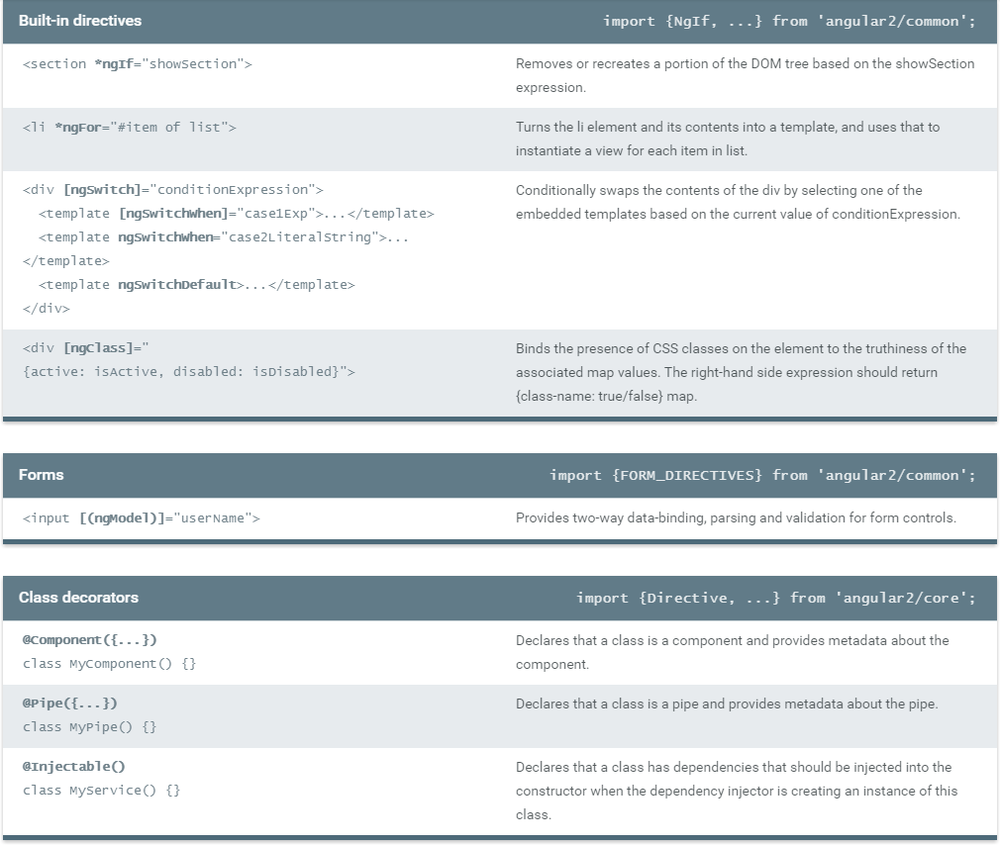 Built-in directives
import {NgIf, ...} from 'angular2/common';
<section *ngIf="showSection">
Removes or recreates a portion of the DOM tree based on the showSection
expression.
<li *ngFor="#item of list">
Turns the li element and its contents into a template, and uses that to
instantiate a view for each item in list.
<div [ngSwitch]="conditionExpression">
<template [ngSwitchWhen]="case1Exp">...</template>
<template ngSwitchWhen="case2LiteralString">...
</template>
<template ngSwitchDefault>...</template>
</div>
Conditionally swaps the contents of the div by selecting one of the
embedded templates based on the current value of conditionExpression.
<div [ngClass]="
{active: isActive, disabled: isDisabled}">
Binds the presence of CSS classes on the element to the truthiness of the
associated map values. The right-hand side expression should return
{class-name: true/false} map.
Forms
import {FORM_DIRECTIVES} from 'angular2/common';
<input [(ngModel)]="userName">
Provides two-way data-binding, parsing and validation for form controls.
Class decorators
import {Directive, ...} from 'angular2/core';
@Component({...})
class MyComponent() {}
Declares that a class is a component and provides metadata about the
component.
@Pipe({...})
class MyPipe() {}
Declares that a class is a pipe and provides metadata about the pipe.
@Injectable()
class MyService() {}
Declares that a class has dependencies that should be injected into the
constructor when the dependency injector is creating an instance of this
class.